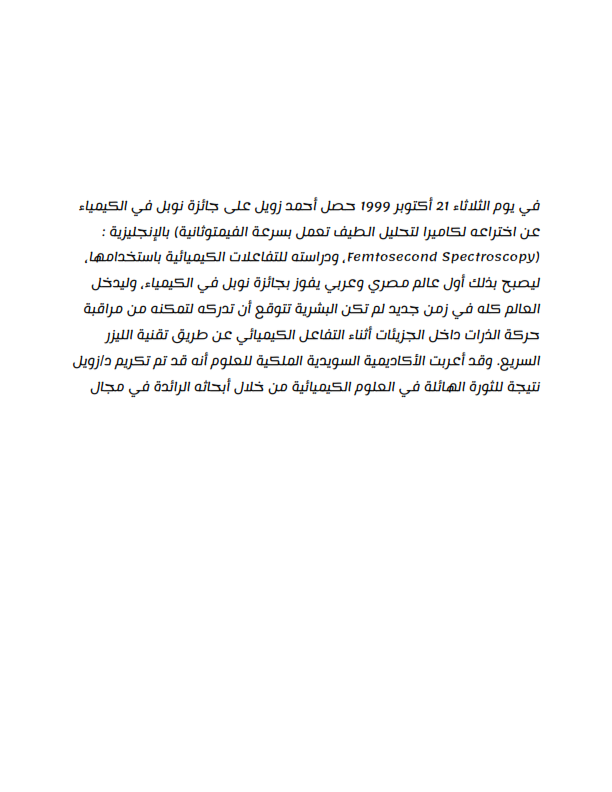 في يوم الثلاثاء 21 أكتوبر 1999 حصل أحمد زويل على جائزة نوبل في الكيمياء
عن اختراعه لكاميرا لتحليل الطيف تعمل بسرعة الفيمتوثانية) بالإنجليزية :
(Femtosecond Spectroscopy، ودراسته للتفاعلات الكيميائية باستخدامها،
ليصبح بذلك أول عالم مصري وعربي يفوز بجائزة نوبل في الكيمياء، وليدخل
العالم كله في زمن جديد لم تكن البشرية تتوقع أن تدركه لتمكنه من مراقبة
حركة الذرات داخل الجزيئات أثناء التفاعل الكيميائي عن طريق تقنية الليزر
السريع. وقد أعربت الأكاديمية السويدية الملكية للعلوم أنه قد تم تكريم د/زويل
نتيجة للثورة الهائلة في العلوم الكيميائية من خلال أبحاثه الرائدة في مجال